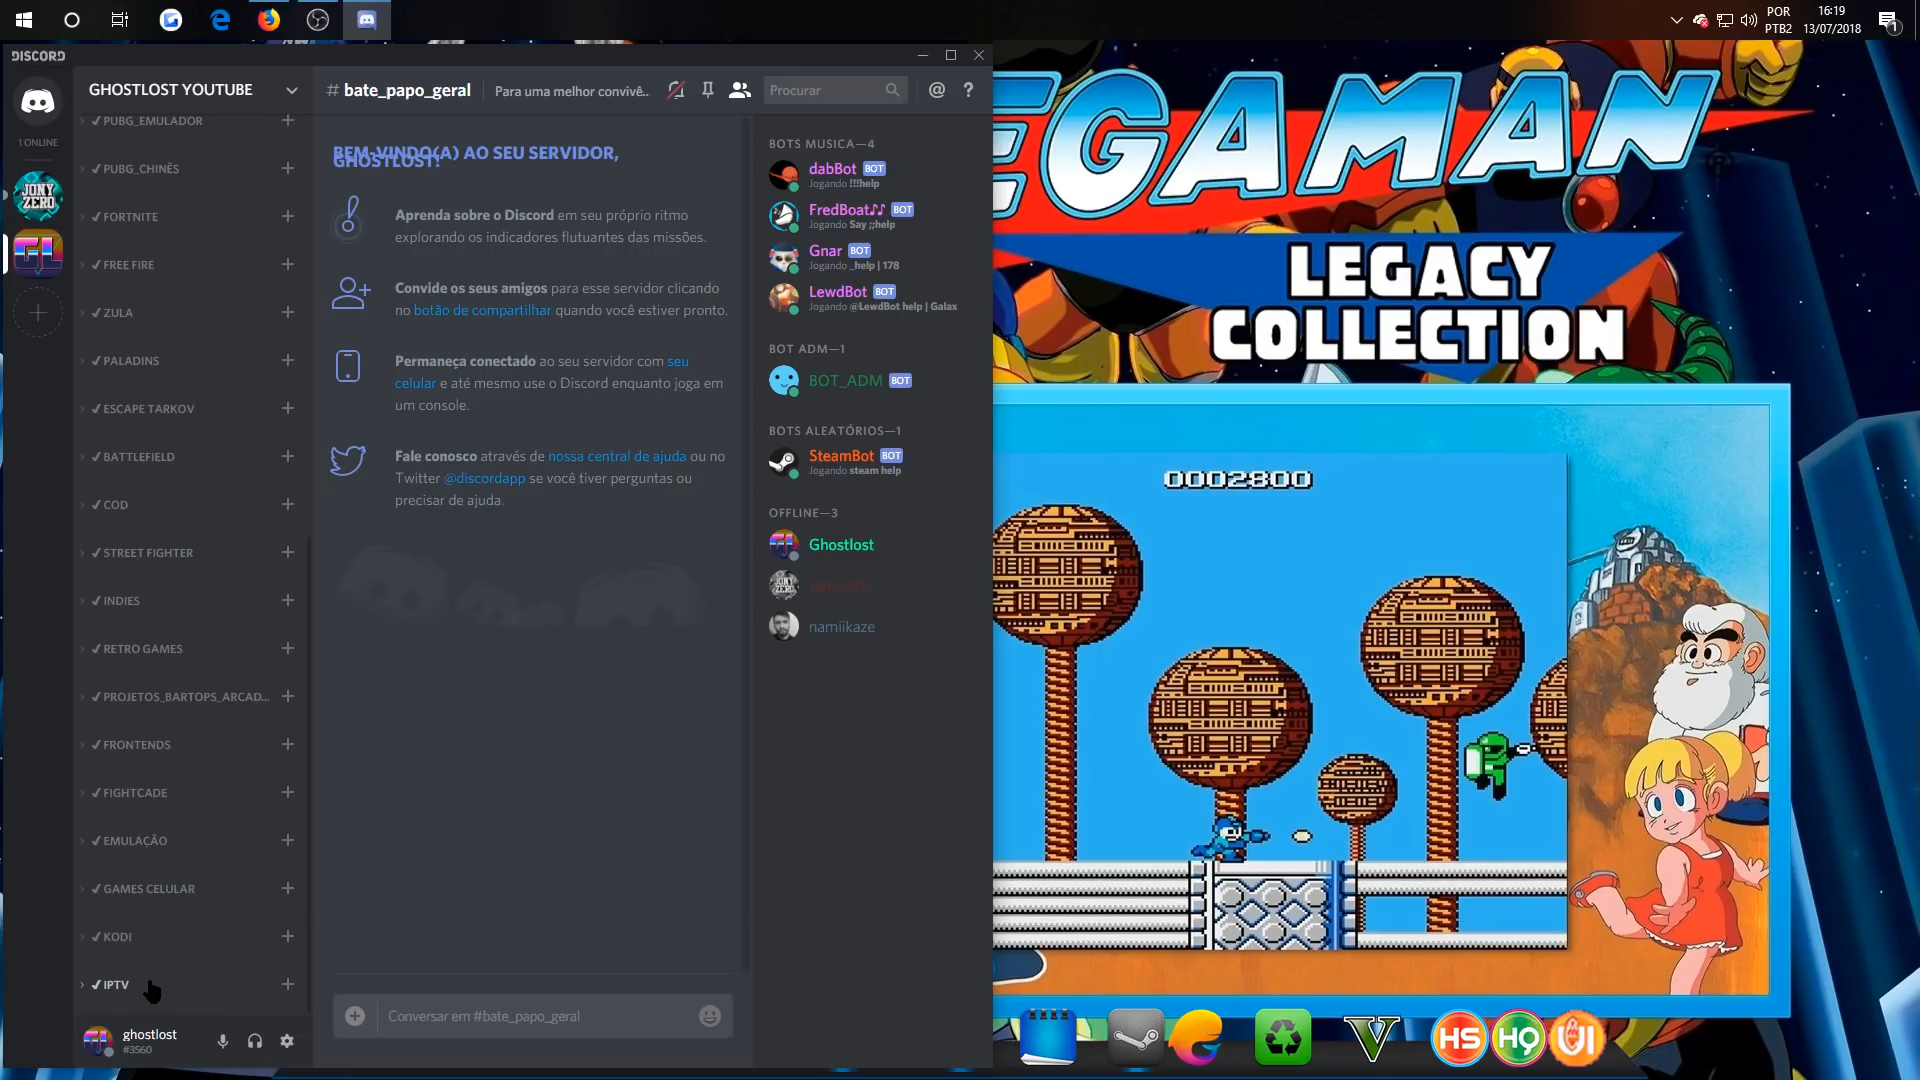 POR
PTB2
16:19
13/07/2018
1
DISCORD
1 ONLINE
JONY
ZERO
GL
GHOSTLOST YOUTUBE
✓ PUBG_EMULADOR
✓ PUBG_CHINÊS
✓ FORTNITE
✓ FREE FIRE
✓ ZULA
✓ PALADINS
✓ ESCAPE TARKOV
✓ BATTLEFIELD
✓ COD
✓ STREET FIGHTER
✓ INDIES
✓ RETRO GAMES
✓ PROJETOS_BARTOPS_ARCAD...
✓ FRONTENDS
✓ FIGHTCADE
✓ EMULAÇÃO
✓ GAMES CELULAR
✓ KODI
✓ IPTV
ghostlost
#3560
# bate_papo_geral
Para uma melhor convivê...
Procurar
BEM-VINDO(A) AO SEU SERVIDOR,
GHOSTLOST!
Aprenda sobre o Discord em seu próprio ritmo
explorando os indicadores flutuantes das missões.
Convide os seus amigos para esse servidor clicando
no botão de compartilhar quando você estiver pronto.
Permaneça conectado ao seu servidor com seu
celular e até mesmo use o Discord enquanto joga em
um console.
Fale conosco através de nossa central de ajuda ou no
Twitter @discordapp se você tiver perguntas ou
precisar de ajuda.
Conversar em #bate_papo_geral
BOTS MUSICA—4
dabBot BOT
Jogando !!!help
FredBoat♪♪ BOT
Jogando Say ;;help
Gnar BOT
Jogando _help | 178
LewdBot BOT
Jogando @LewdBot help | Galax
BOT ADM—1
BOT_ADM BOT
BOTS ALEATÓRIOS—1
SteamBot BOT
Jogando steam help
OFFLINE—3
Ghostlost
namiikaze
EGAMAN
LEGACY
COLLECTION
0002800
V
HS
HQ
UI